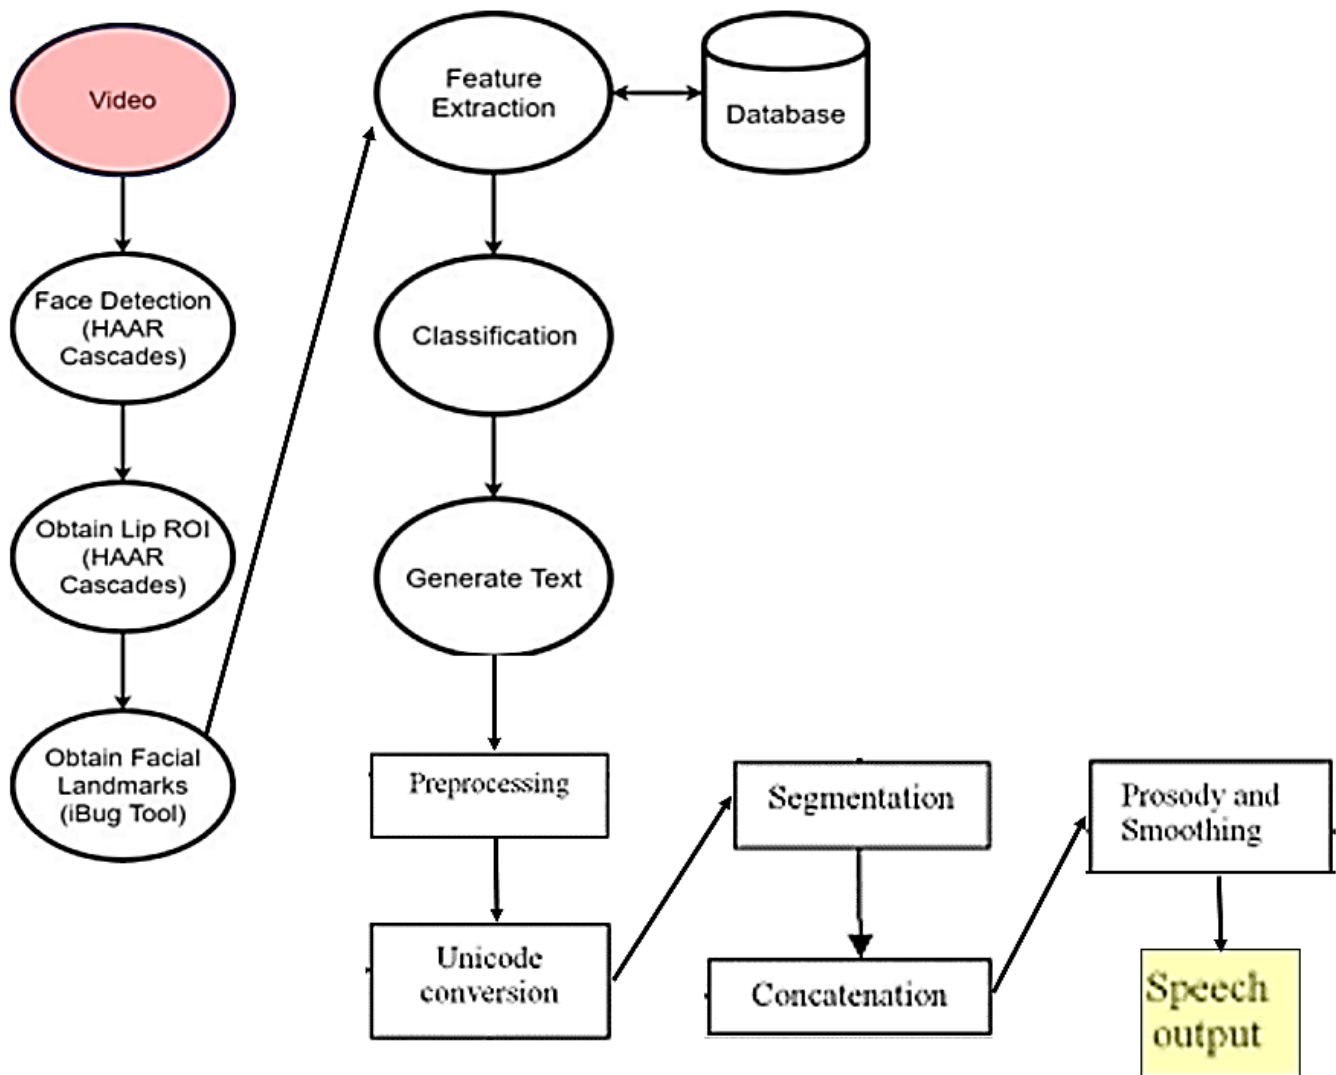 Video
Face Detection
(HAAR
Cascades)
Obtain Lip ROI
(HAAR
Cascades)
Obtain Facial
Landmarks
(iBug Tool)
Feature
Extraction
Database
Classification
Generate Text
Preprocessing
Unicode
conversion
Segmentation
Concatenation
Prosody and
Smoothing
Speech
output